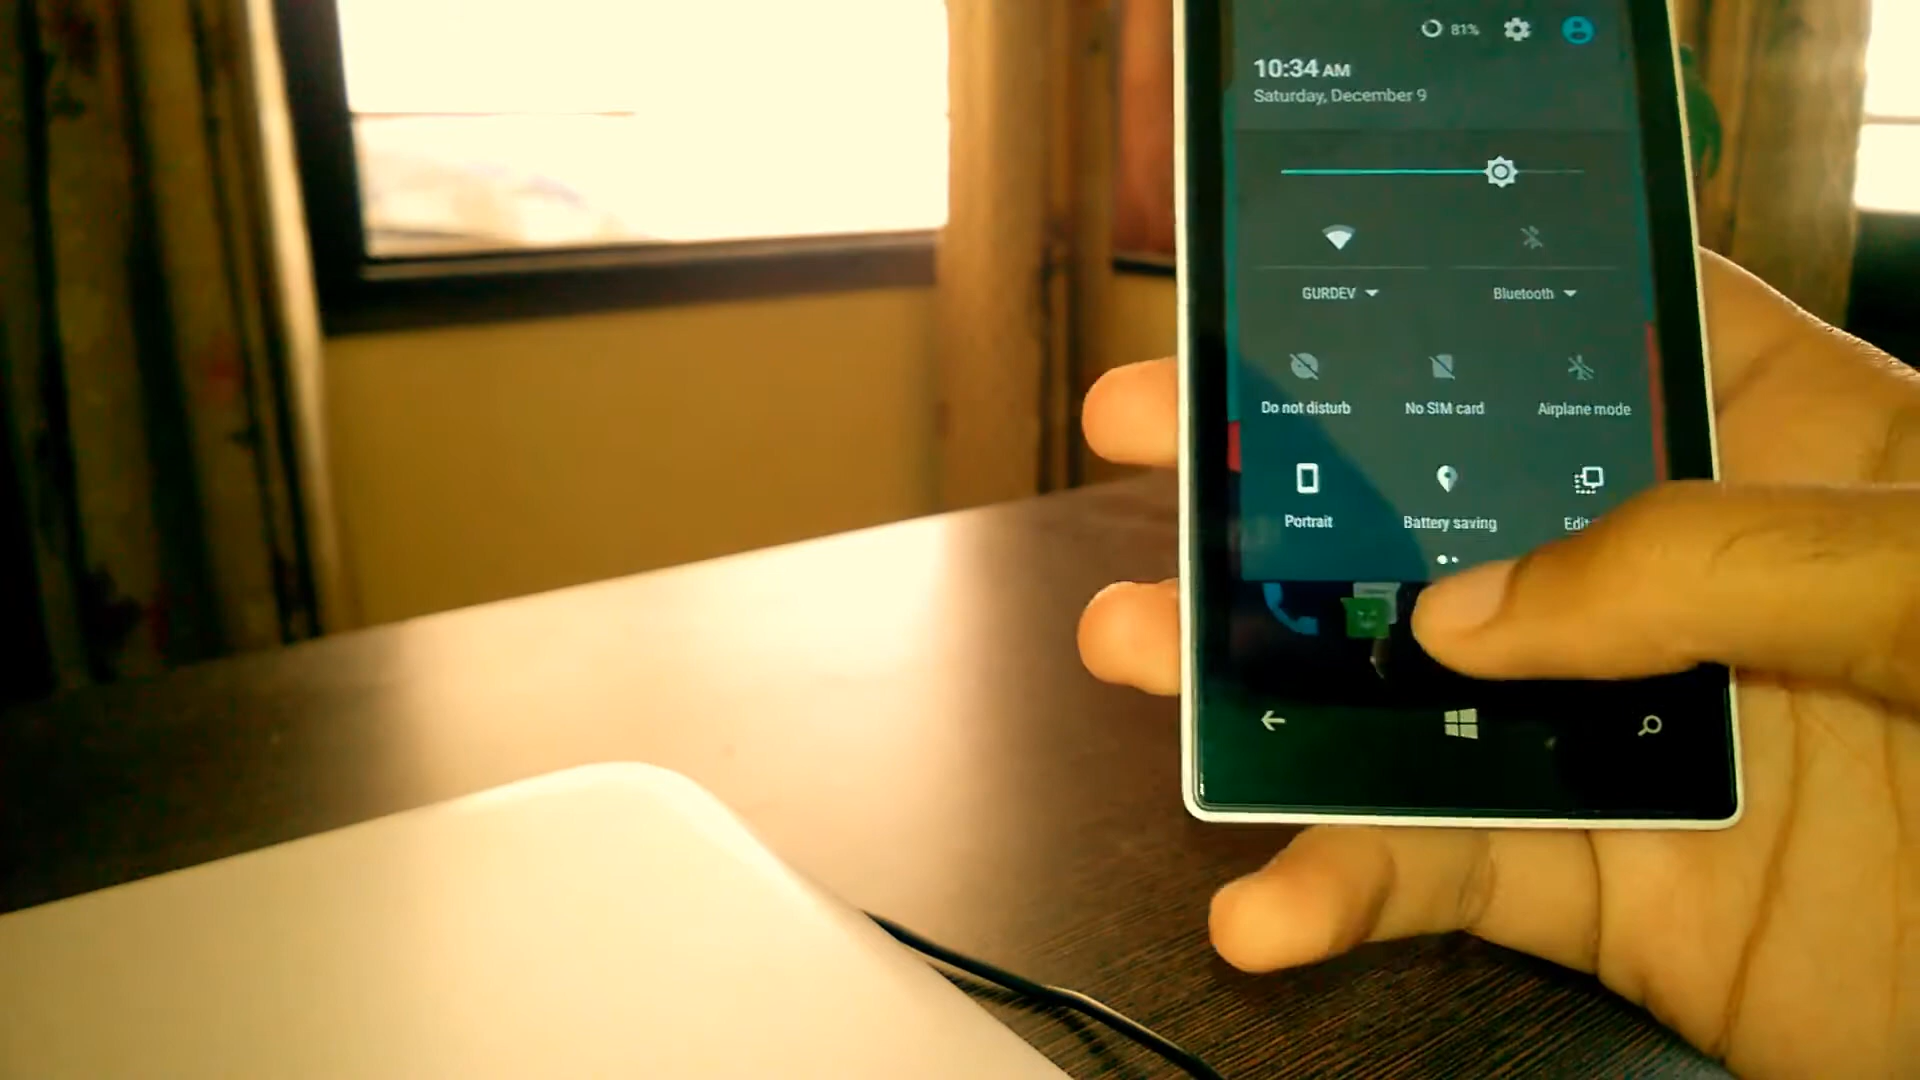 81%
10:34 AM
Saturday, December 9
GURDEV
Bluetooth
Do not disturb
No SIM card
Airplane mode
Portrait
Battery saving
Edit